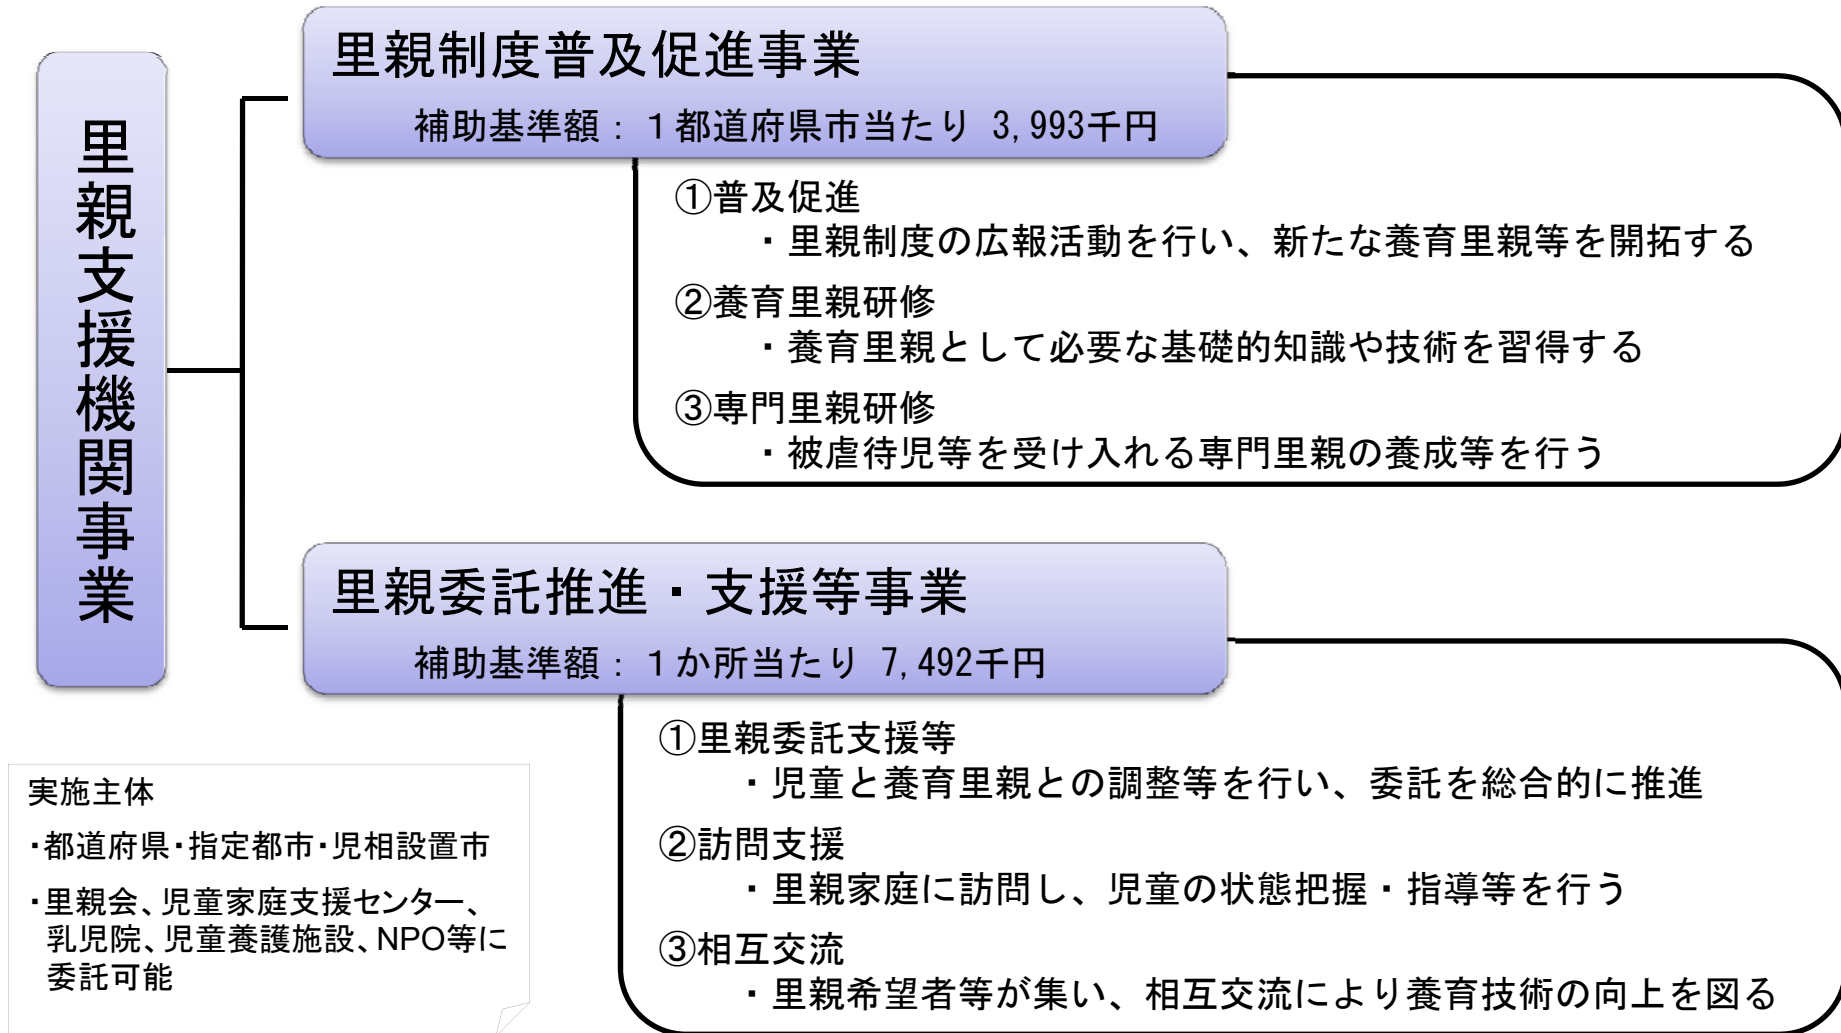 里親支援機関事業
里親制度普及促進事業
補助基準額：１都道府県市当たり 3,993千円
①普及促進
・里親制度の広報活動を行い、新たな養育里親等を開拓する
②養育里親研修
・養育里親として必要な基礎的知識や技術を習得する
③専門里親研修
・被虐待児等を受け入れる専門里親の養成等を行う
里親委託推進・支援等事業
補助基準額：１か所当たり 7,492千円
①里親委託支援等
・児童と養育里親との調整等を行い、委託を総合的に推進
②訪問支援
・里親家庭に訪問し、児童の状態把握・指導等を行う
③相互交流
・里親希望者等が集い、相互交流により養育技術の向上を図る
実施主体
・都道府県・指定都市・児相設置市
・里親会、児童家庭支援センター、
乳児院、児童養護施設、NPO等に
委託可能